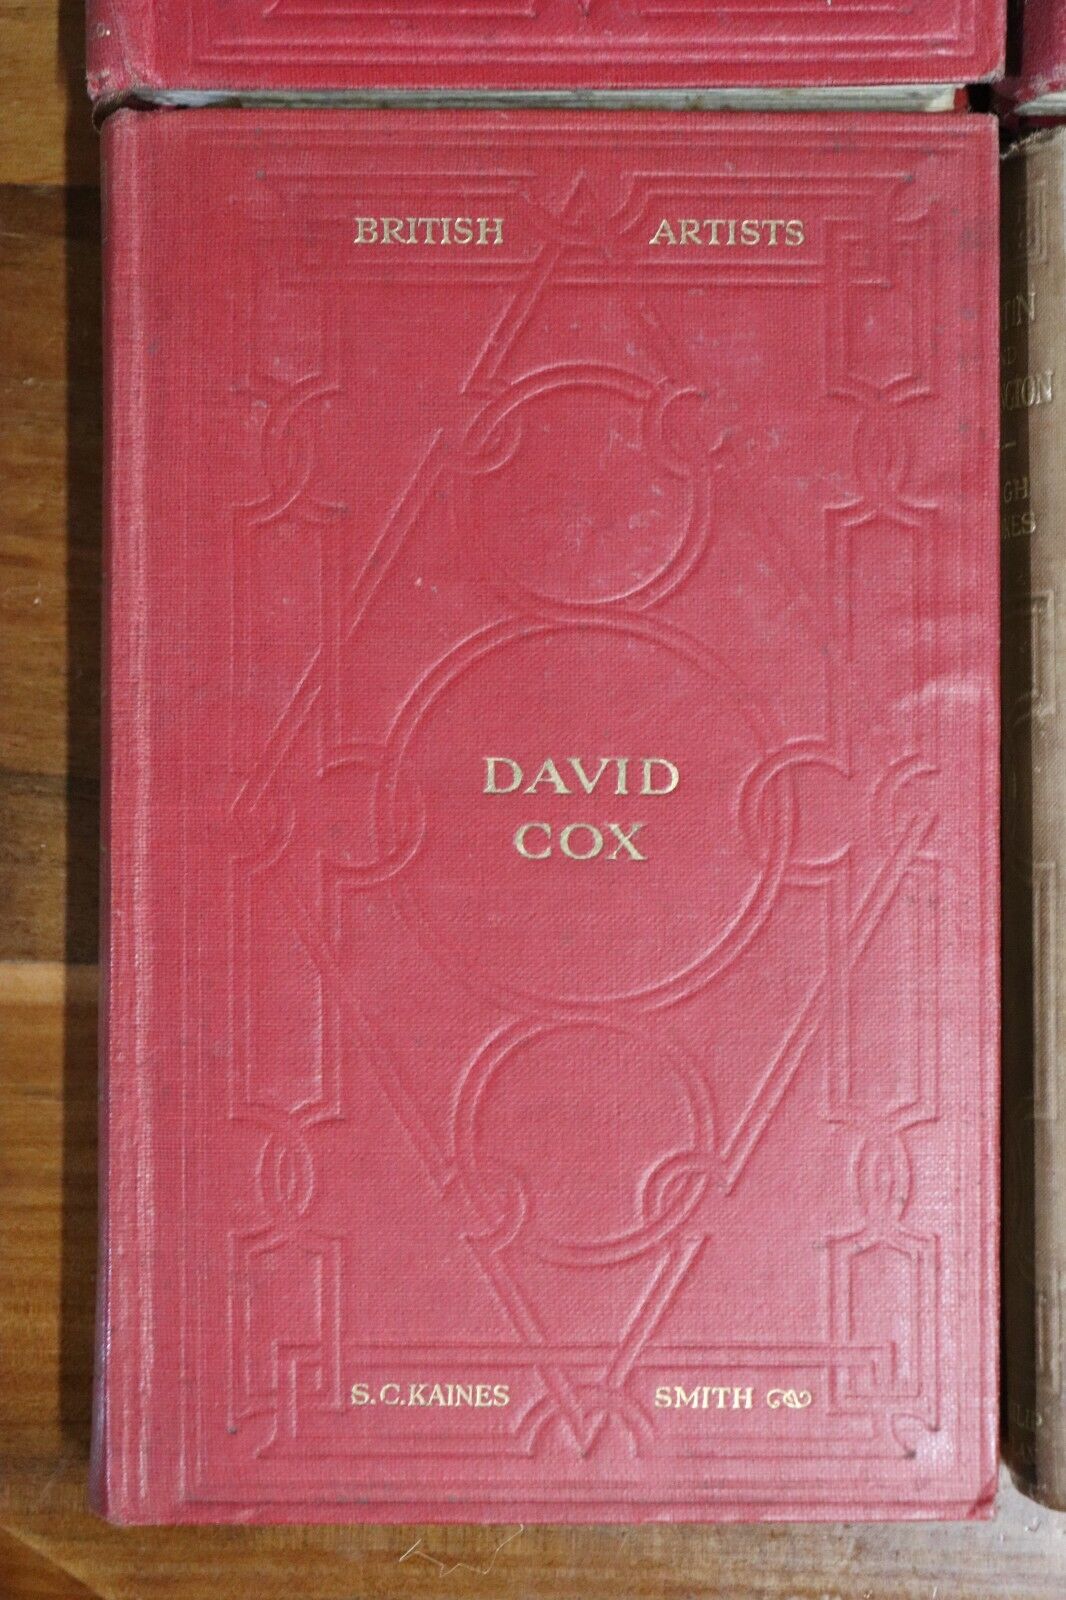 BRITISH ARTISTS
DAVID
COX
S.C.KAINES SMITH